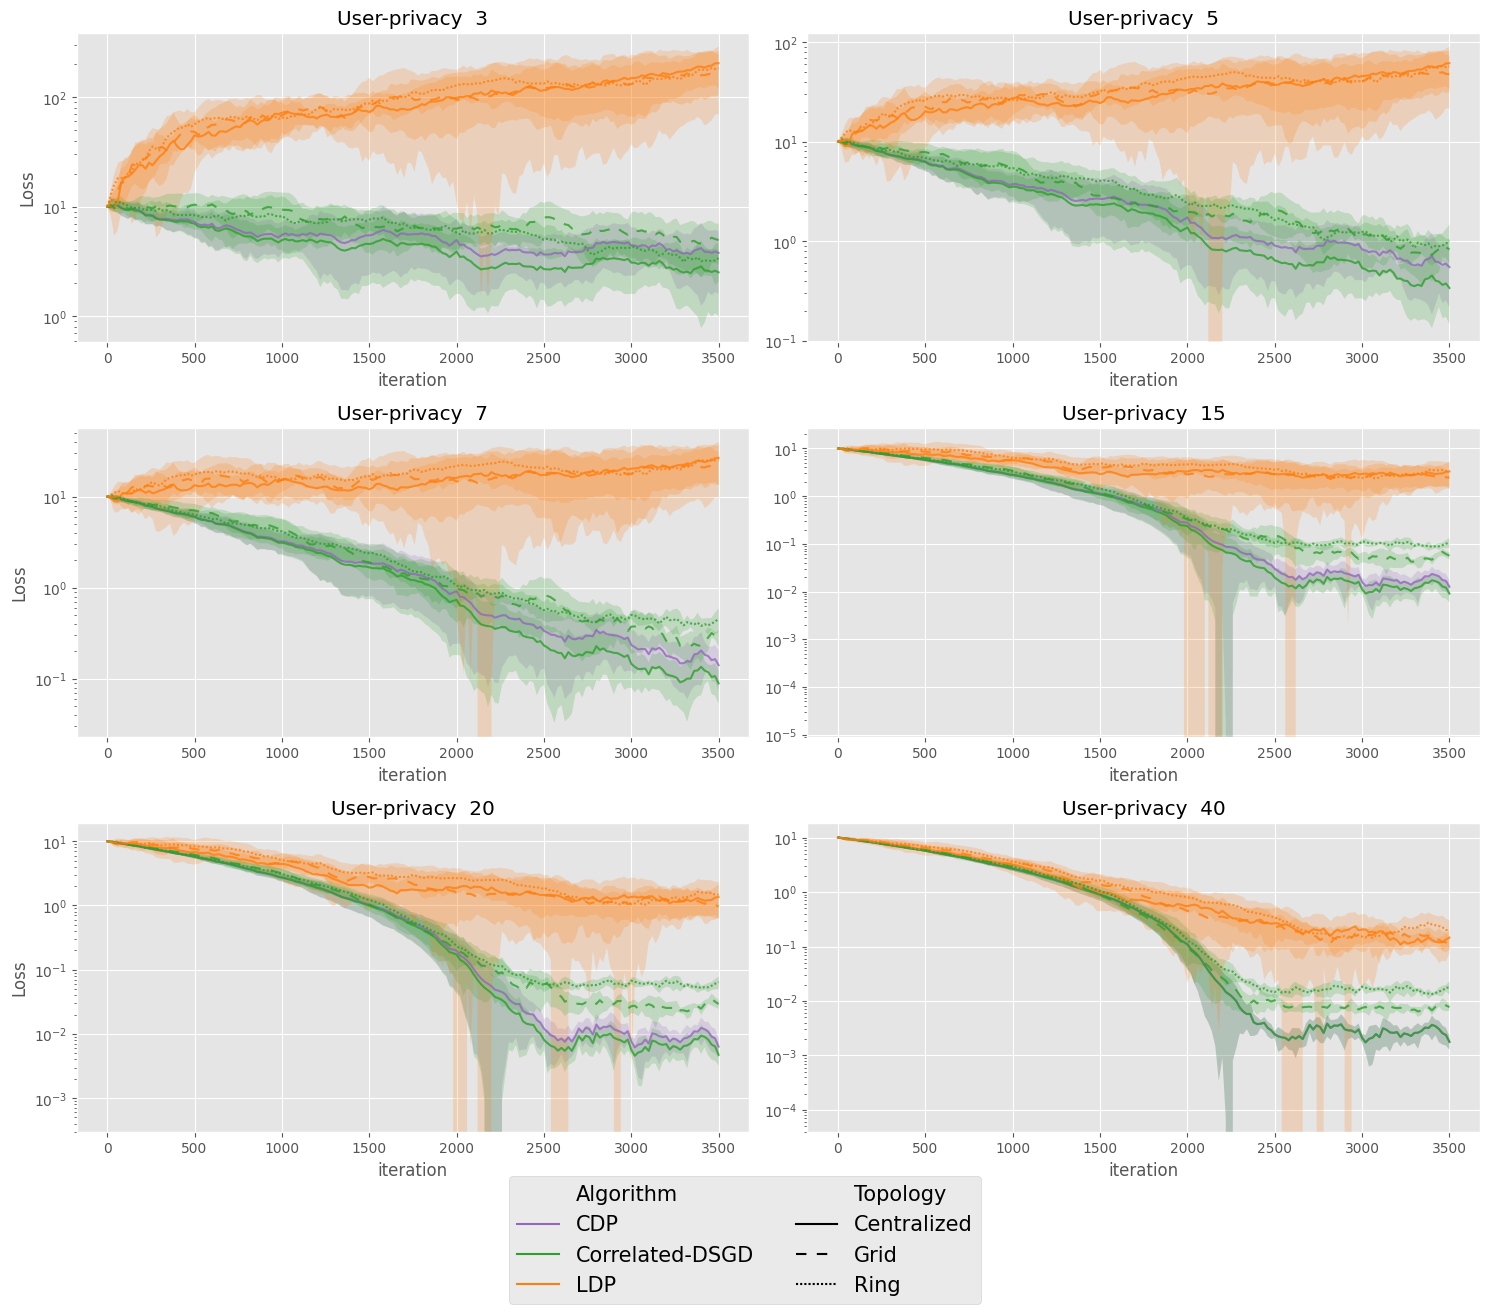 User-privacy 3
User-privacy 5
10²
10¹
10⁰
Loss
0 500 1000 1500 2000 2500 3000 3500
iteration
10²
10¹
10⁰
10⁻¹
0 500 1000 1500 2000 2500 3000 3500
iteration
User-privacy 7
User-privacy 15
10¹
10⁰
10⁻¹
Loss
0 500 1000 1500 2000 2500 3000 3500
iteration
10¹
10⁰
10⁻¹
10⁻²
10⁻³
10⁻⁴
10⁻⁵
0 500 1000 1500 2000 2500 3000 3500
iteration
User-privacy 20
User-privacy 40
10¹
10⁰
10⁻¹
10⁻²
10⁻³
Loss
0 500 1000 1500 2000 2500 3000 3500
iteration
10¹
10⁰
10⁻¹
10⁻²
10⁻³
10⁻⁴
0 500 1000 1500 2000 2500 3000 3500
iteration
Algorithm
CDP
Correlated-DSGD
LDP
Topology
Centralized
Grid
Ring